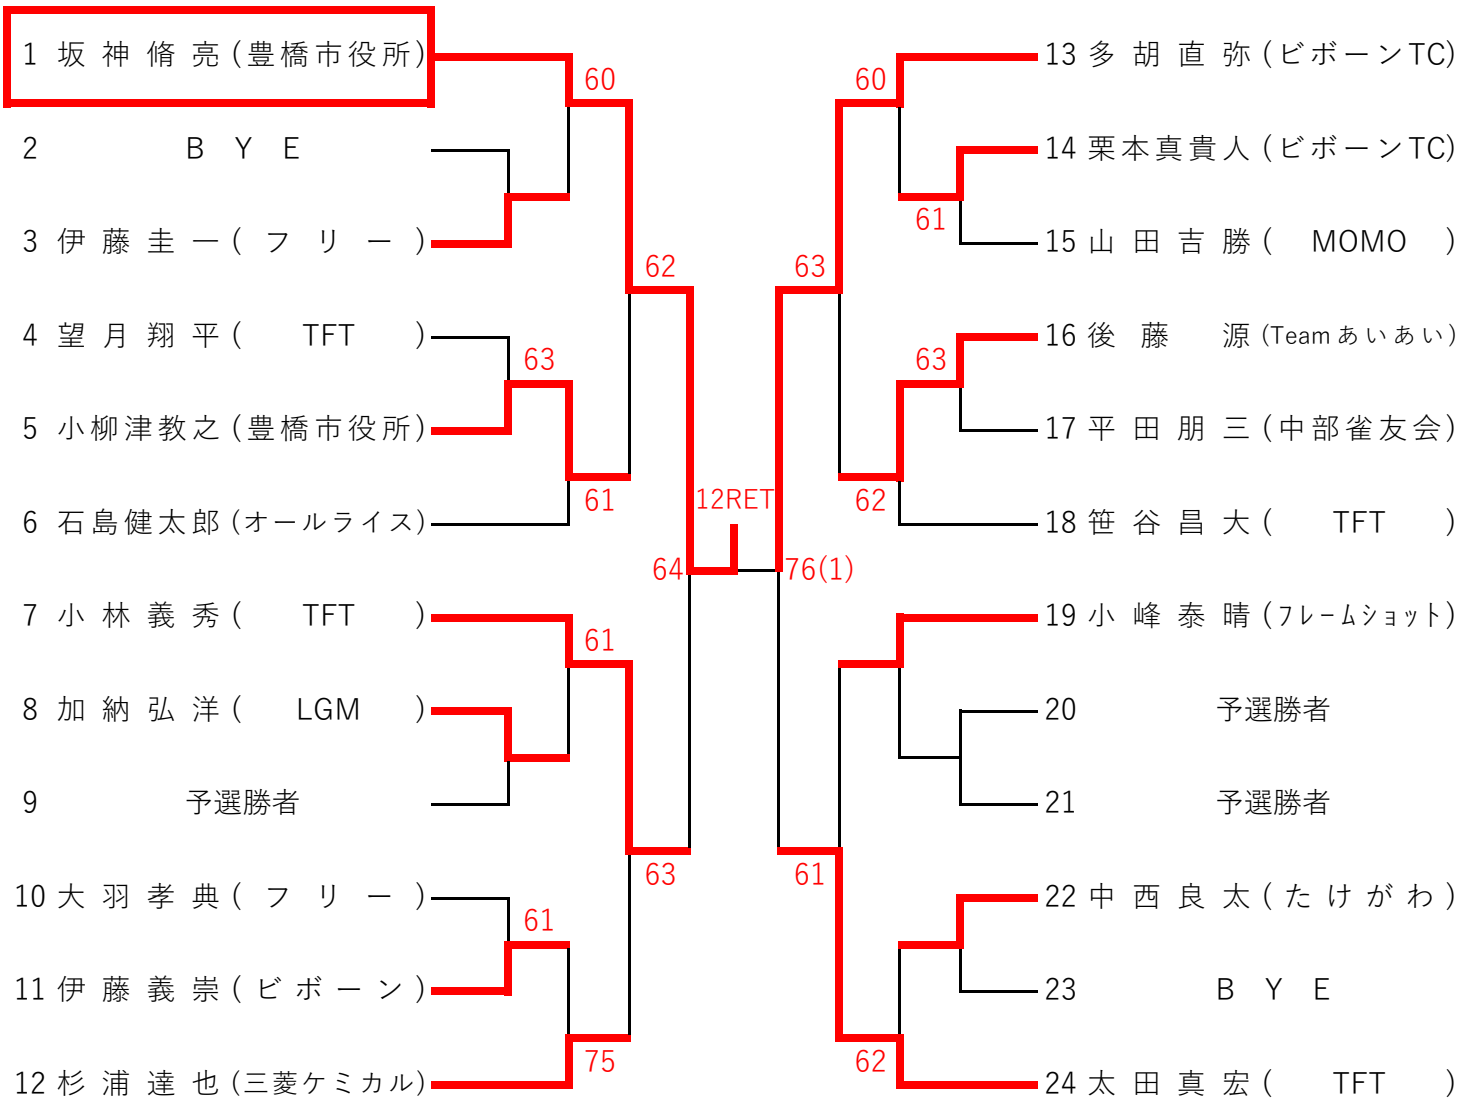 1 坂神脩亮(豊橋市役所)
60
2 BYE
3 伊藤圭一(フリー)
62
4 望月翔平(TFT)
63
5 小柳津教之(豊橋市役所)
61
6 石島健太郎(オールライス)
12RET
64
7 小林義秀(TFT)
61
8 加納弘洋(LGM)
9 予選勝者
63
10 大羽孝典(フリー)
61
11 伊藤義崇(ビボーン)
75
12 杉浦達也(三菱ケミカル)
13 多胡直弥(ビボーンTC)
60
14 栗本真貴人(ビボーンTC)
61
15 山田吉勝(MOMO)
63
16 後藤 源(Teamあいあい)
63
17 平田朋三(中部雀友会)
62
18 笹谷昌大(TFT)
76(1)
19 小峰泰晴(フレームショット)
20 予選勝者
21 予選勝者
61
22 中西良太(たけがわ)
23 BYE
62
24 太田真宏(TFT)